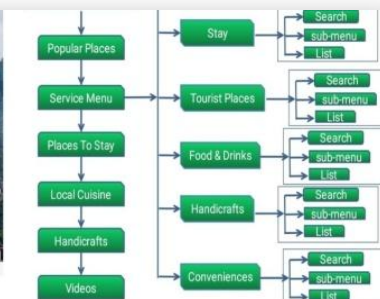 Popular Places
Service Menu
Places To Stay
Local Cuisine
Handicrafts
Videos
Stay
Search
sub-menu
List
Tourist Places
Search
sub-menu
List
Food & Drinks
Search
sub-menu
List
Handicrafts
Search
sub-menu
List
Conveniences
Search
sub-menu
List